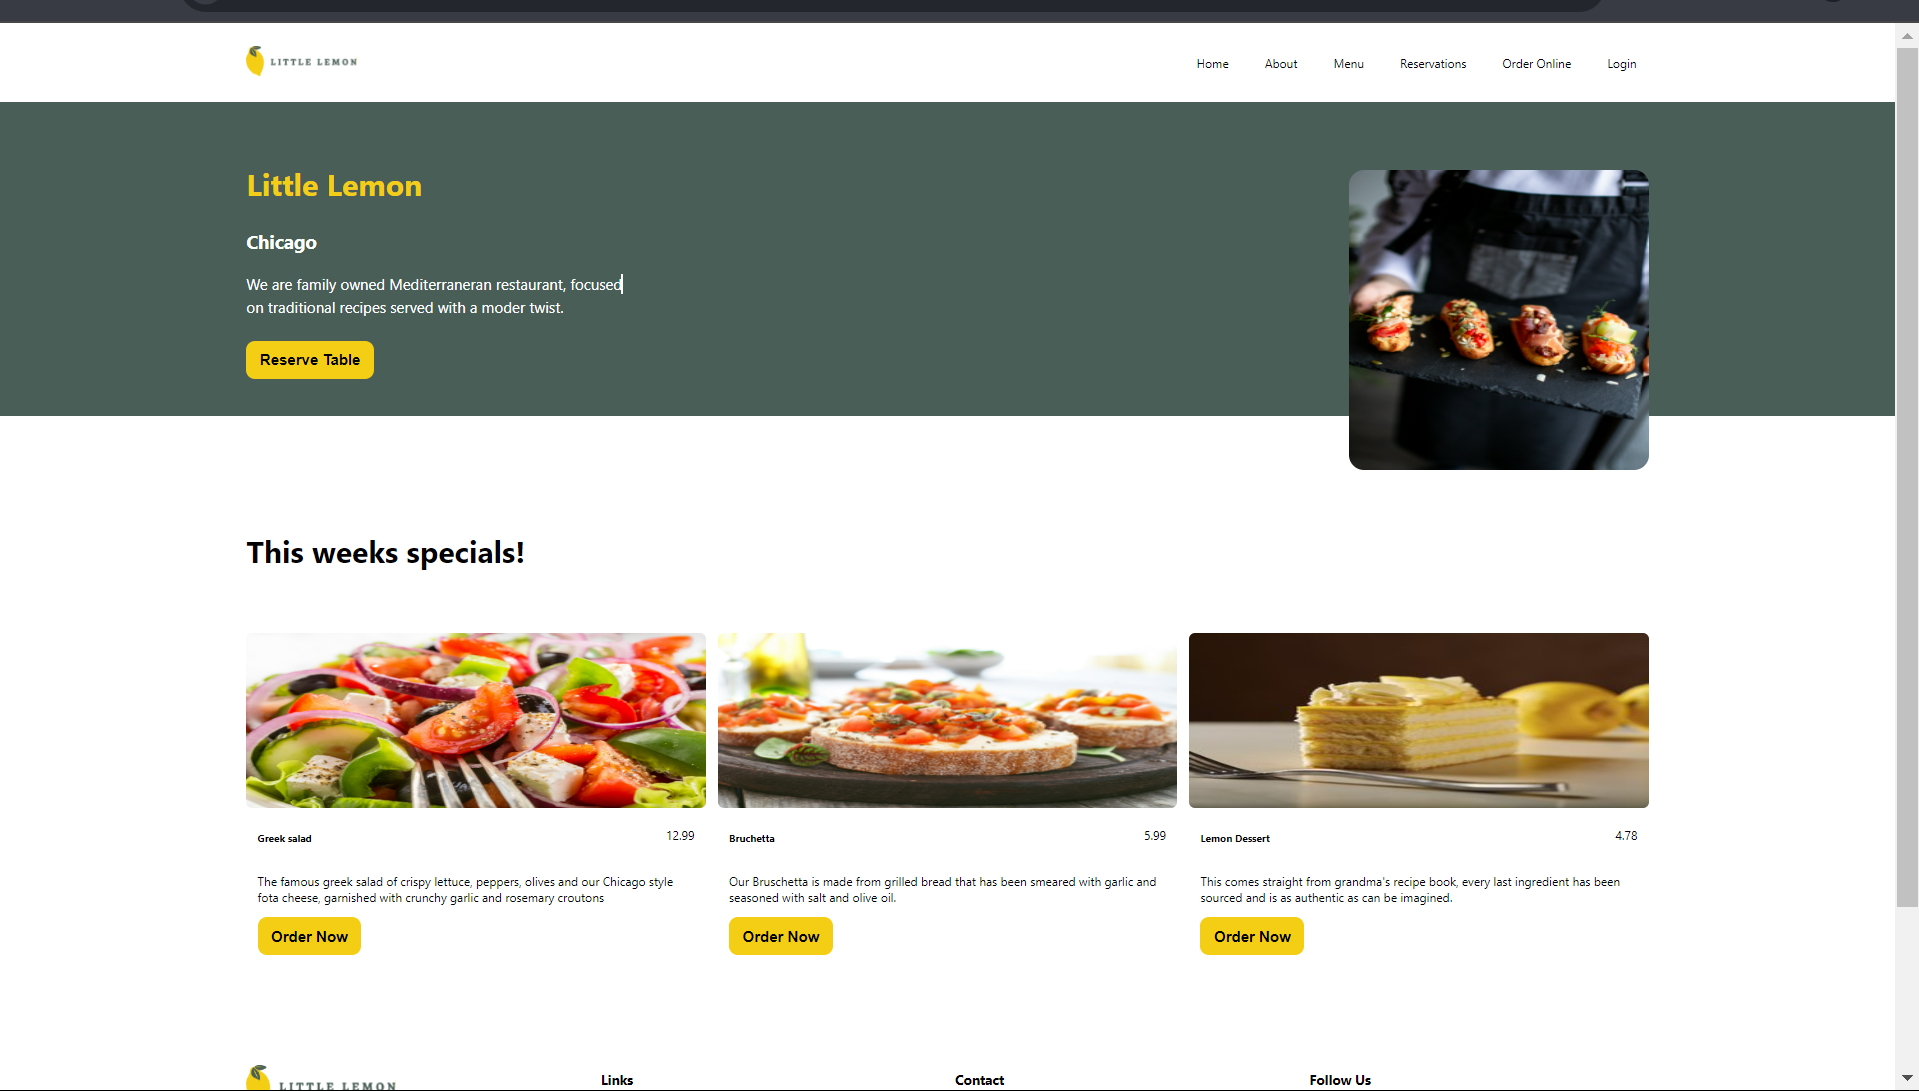 LITTLE LEMON
Home About Menu Reservations Order Online Login
Little Lemon
Chicago
We are family owned Mediterraneran restaurant, focused
on traditional recipes served with a moder twist.
Reserve Table
This weeks specials!
Greek salad 12.99
The famous greek salad of crispy lettuce, peppers, olives and our Chicago style
fota cheese, garnished with crunchy garlic and rosemary croutons
Order Now
Bruchetta 5.99
Our Bruschetta is made from grilled bread that has been smeared with garlic and
seasoned with salt and olive oil.
Order Now
Lemon Dessert 4.78
This comes straight from grandma's recipe book, every last ingredient has been
sourced and is as authentic as can be imagined.
Order Now
LITTLE LEMON
Links
Contact
Follow Us